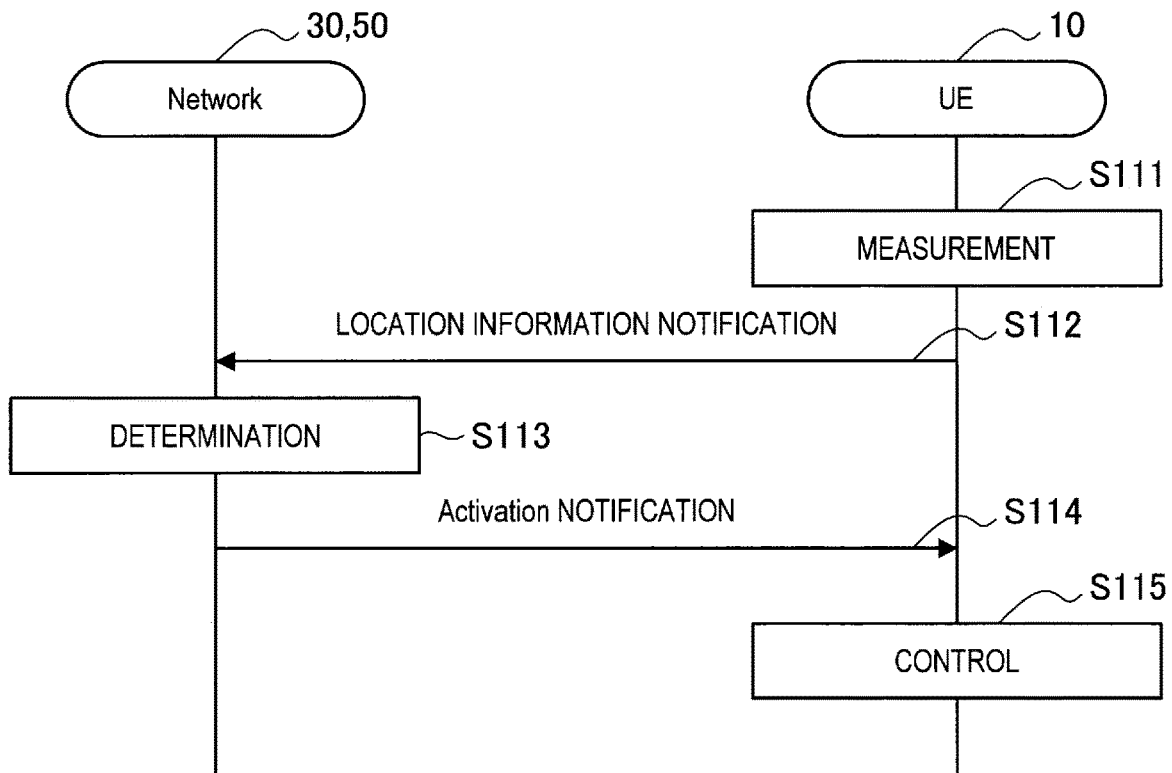 30,50
10
Network
UE
S111
MEASUREMENT
LOCATION INFORMATION NOTIFICATION
S112
DETERMINATION
S113
Activation NOTIFICATION
S114
S115
CONTROL